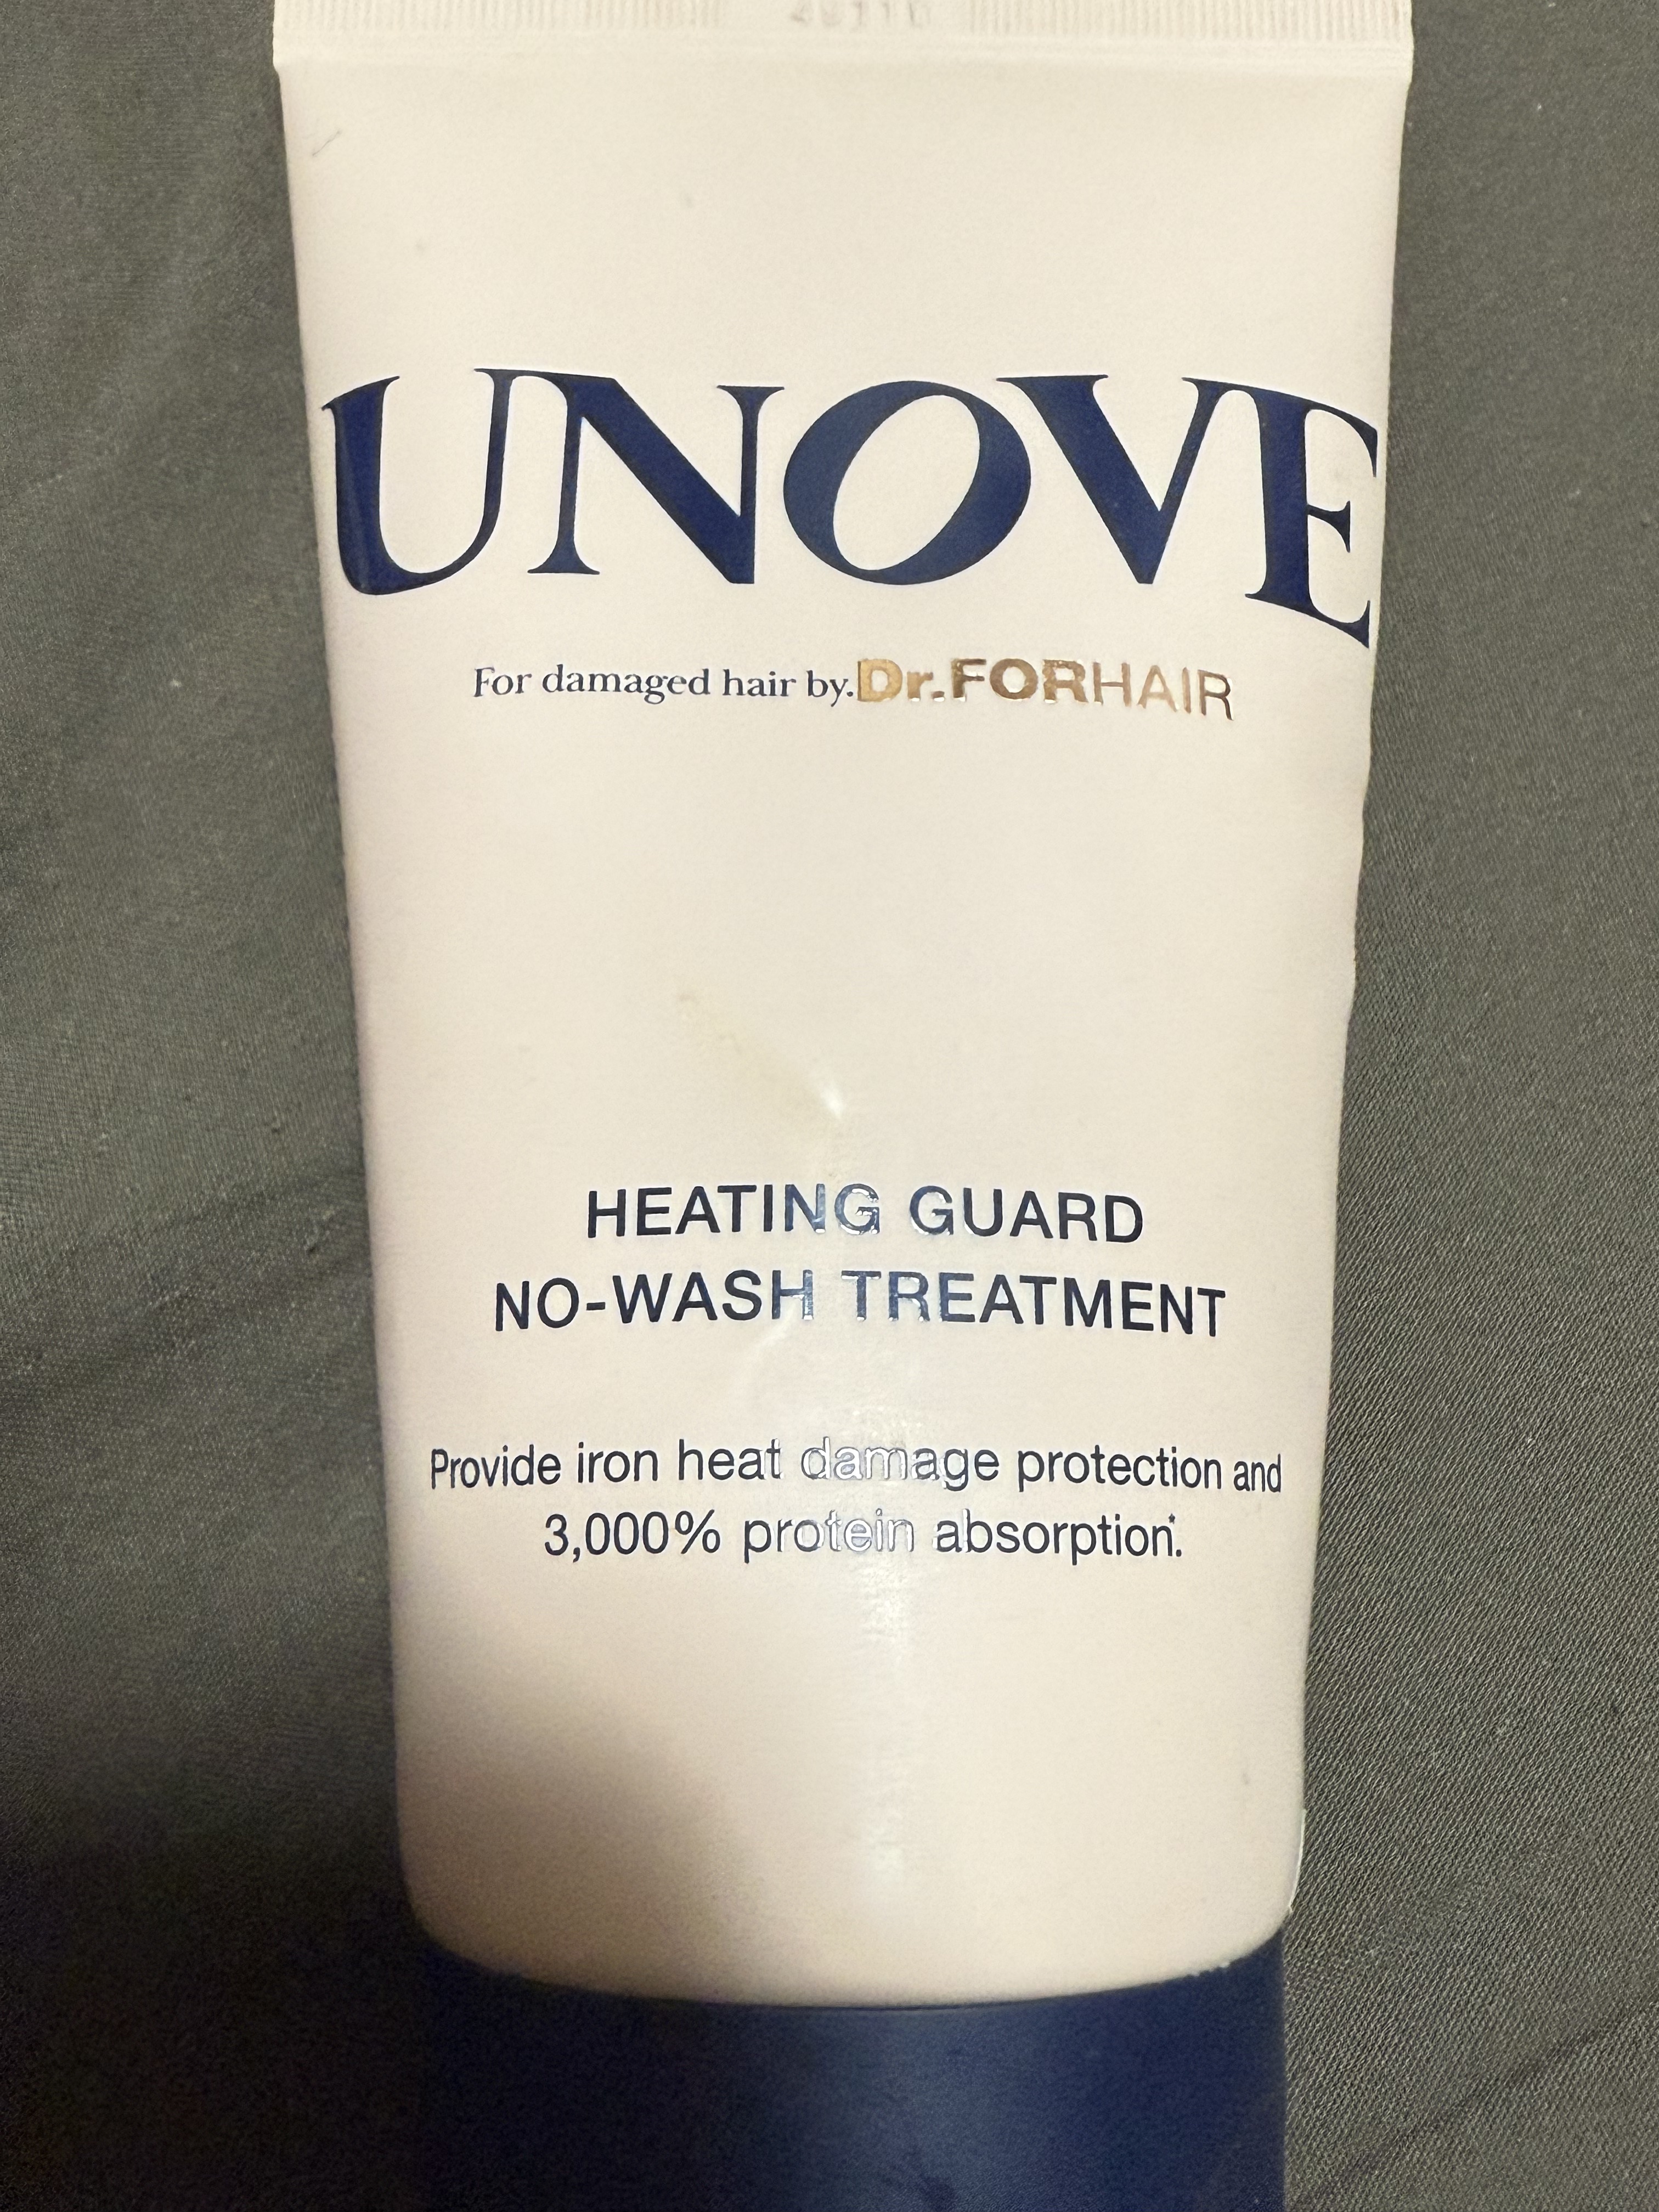 UNOVE
For damaged hair by.Dr.FORHAIR
HEATING GUARD
NO-WASH TREATMENT
Provide iron heat damage protection and
3,000% protein absorption*.